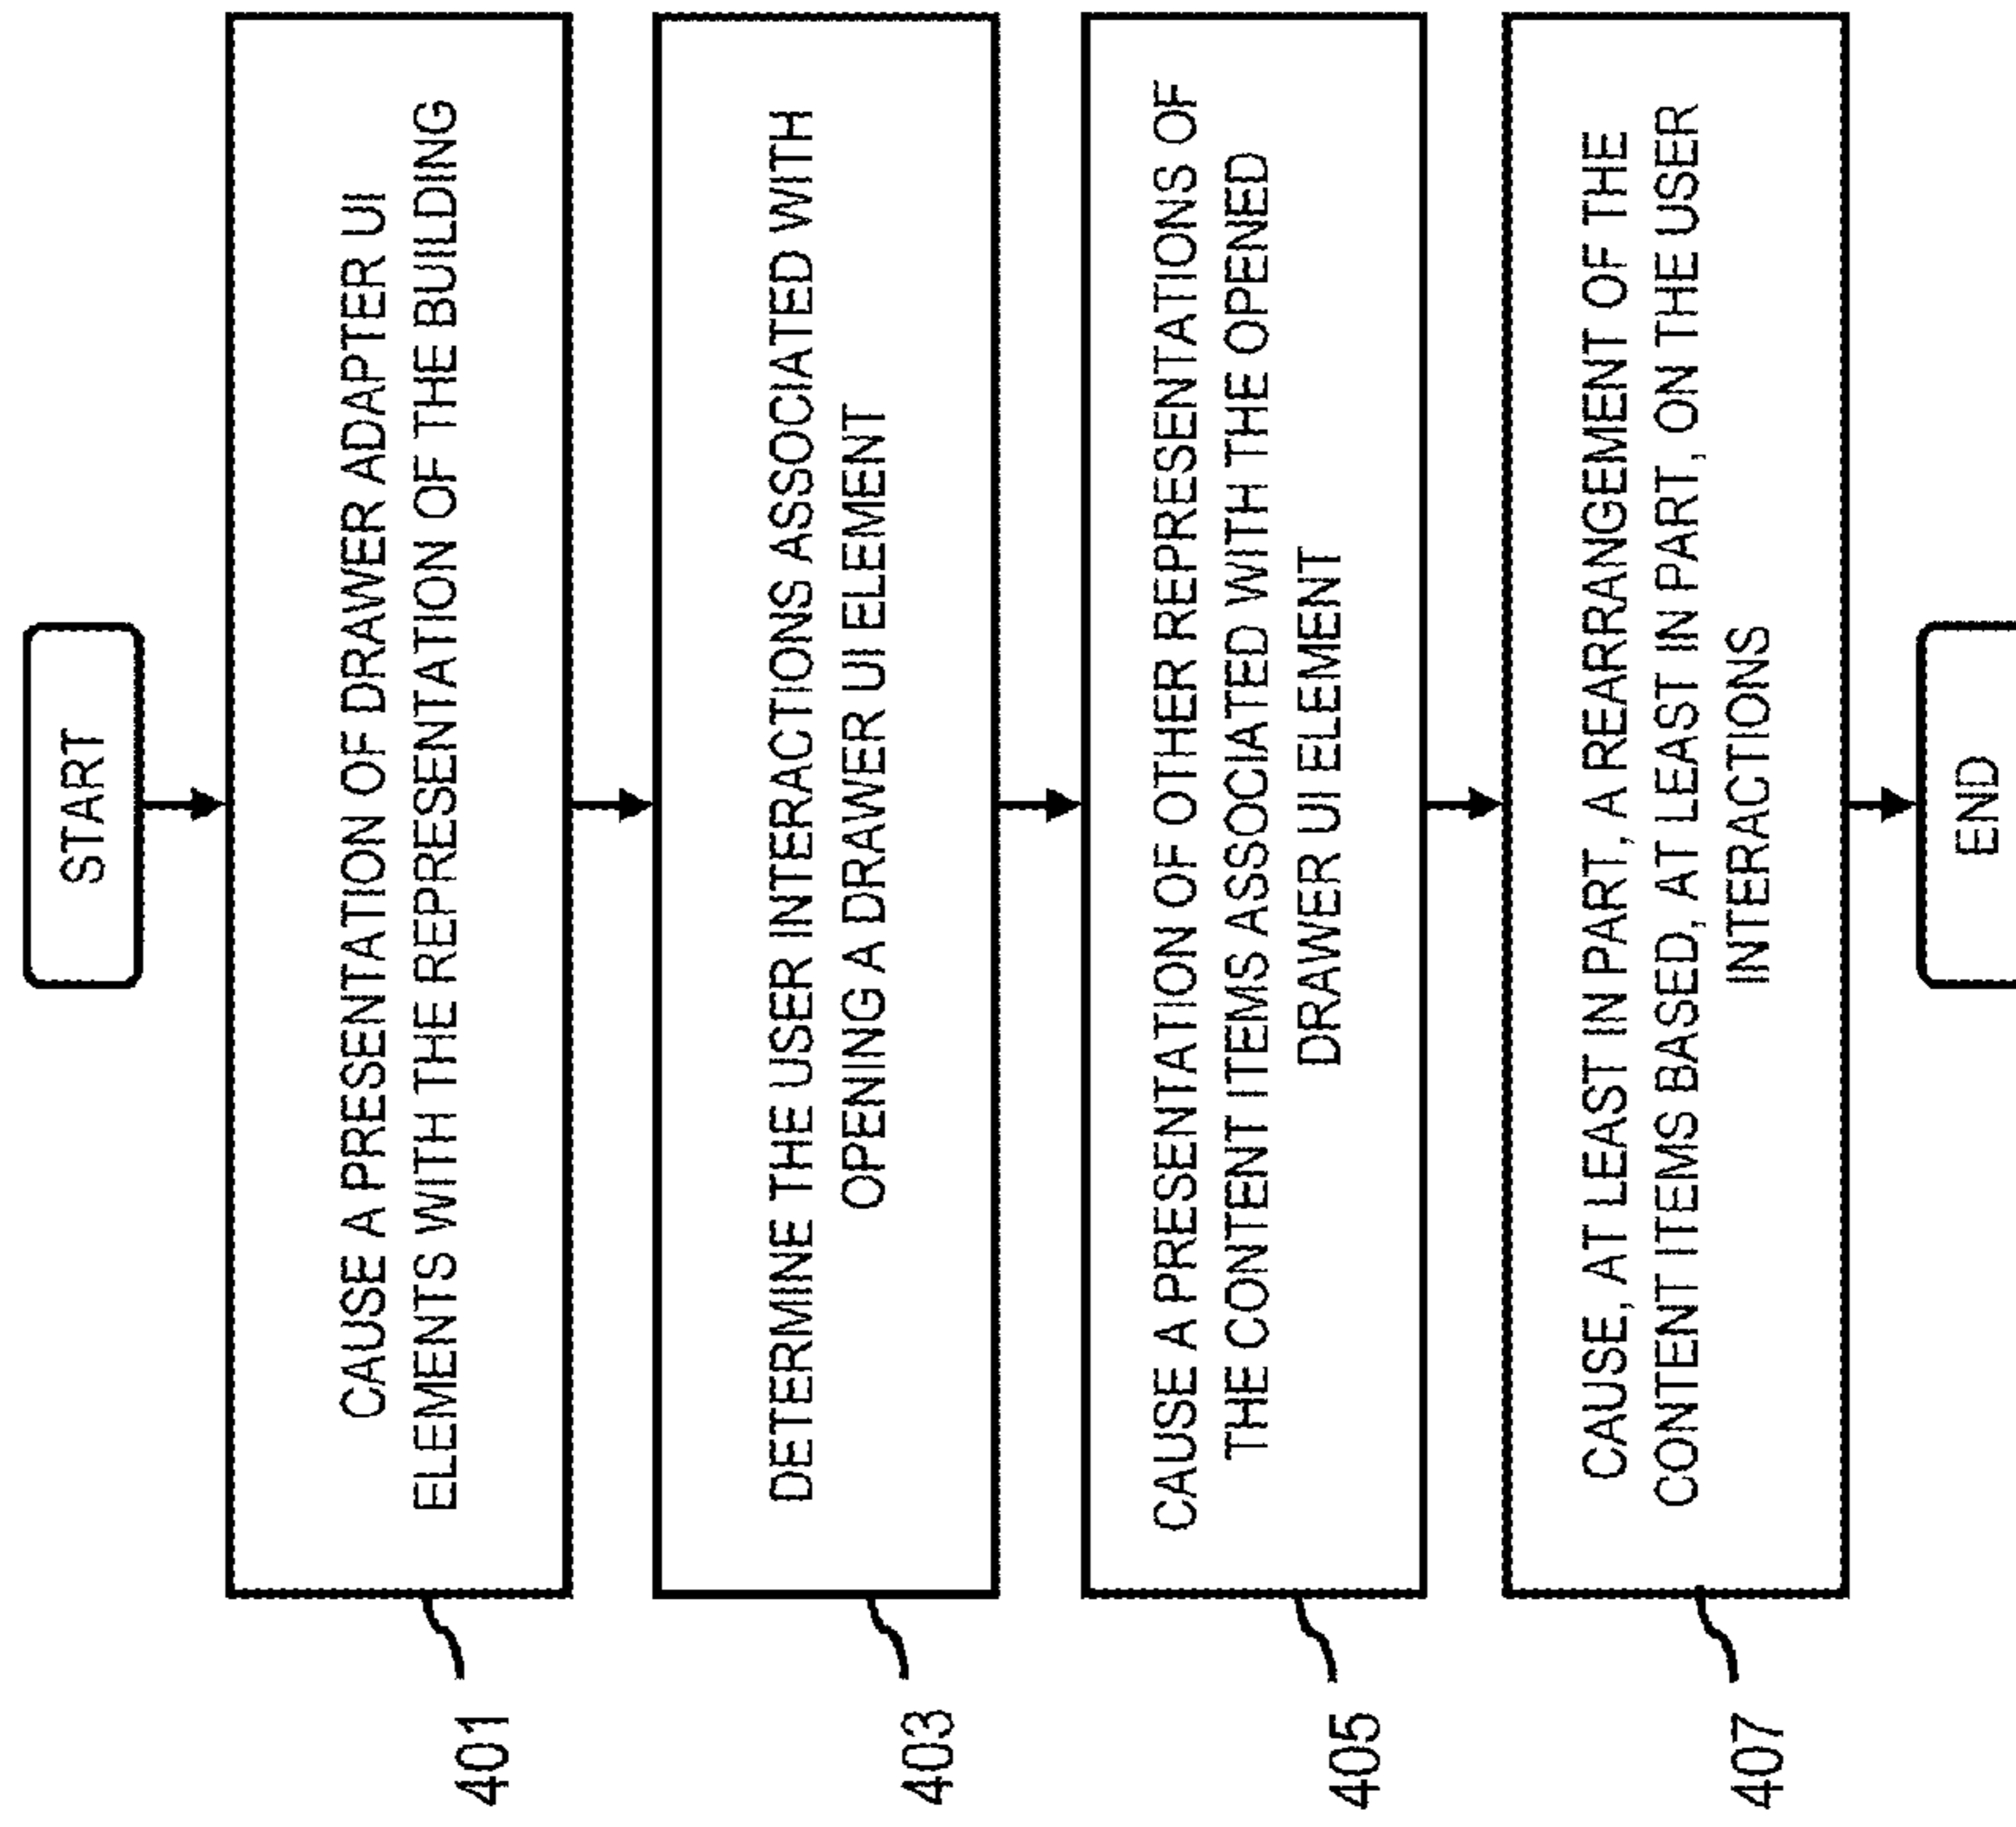 START
CAUSE A PRESENTATION OF DRAWER ADAPTER UI
ELEMENTS WITH THE REPRESENTATION OF THE BUILDING
401
DETERMINE THE USER INTERACTIONS ASSOCIATED WITH
OPENING A DRAWER UI ELEMENT
403
CAUSE A PRESENTATION OF OTHER REPRESENTATIONS OF
THE CONTENT ITEMS ASSOCIATED WITH THE OPENED
DRAWER UI ELEMENT
405
CAUSE, AT LEAST IN PART, A REARRANGEMENT OF THE
CONTENT ITEMS BASED, AT LEAST IN PART, ON THE USER
INTERACTIONS
407
END